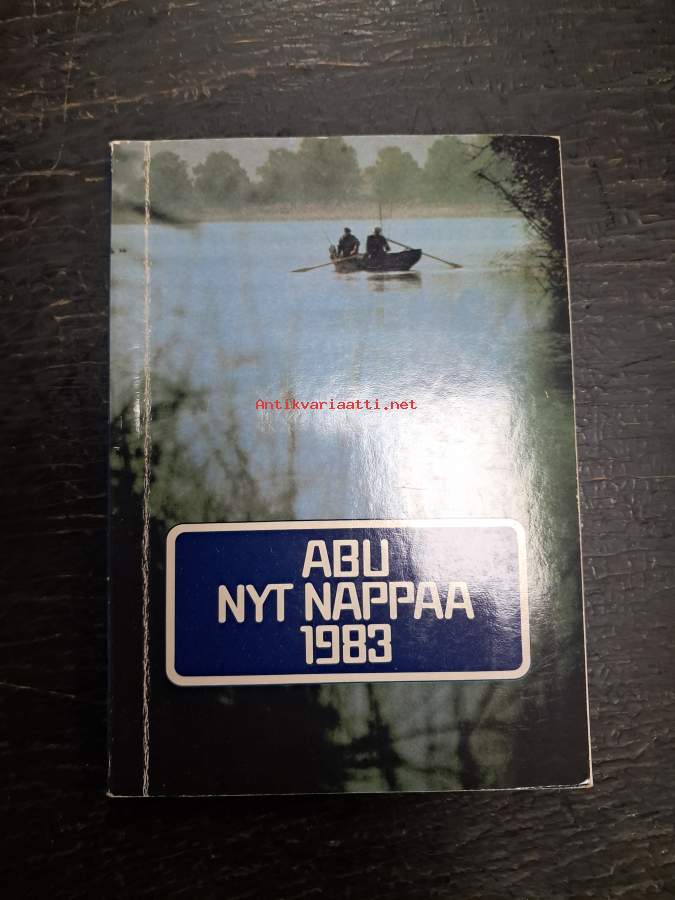 Antikvariaatti.net
ABU
NYT NAPPAA
1983